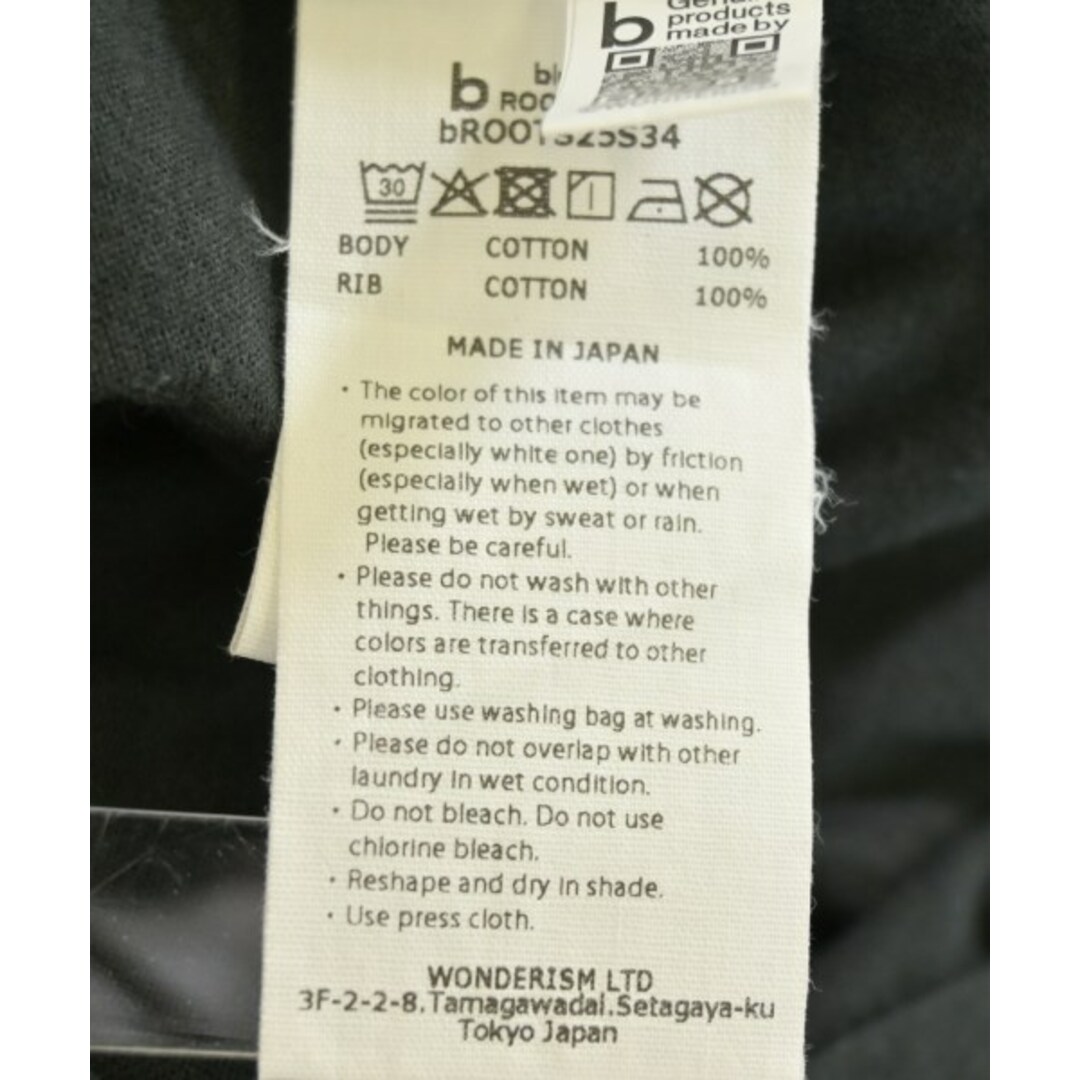 b
products
made by
b
bROOTS25S34
30
BODY COTTON 100%
RIB COTTON 100%
MADE IN JAPAN
・The color of this item may be
migrated to other clothes
(especially white one) by friction
(especially when wet) or when
getting wet by sweat or rain.
Please be careful.
・Please do not wash with other
things. There is a case where
colors are transferred to other
clothing.
・Please use washing bag at washing.
・Please do not overlap with other
laundry in wet condition.
・Do not bleach. Do not use
chlorine bleach.
・Reshape and dry in shade.
・Use press cloth.
WONDERISM LTD
3F-2-2-8.Tamagawadai.Setagaya-ku
Tokyo Japan